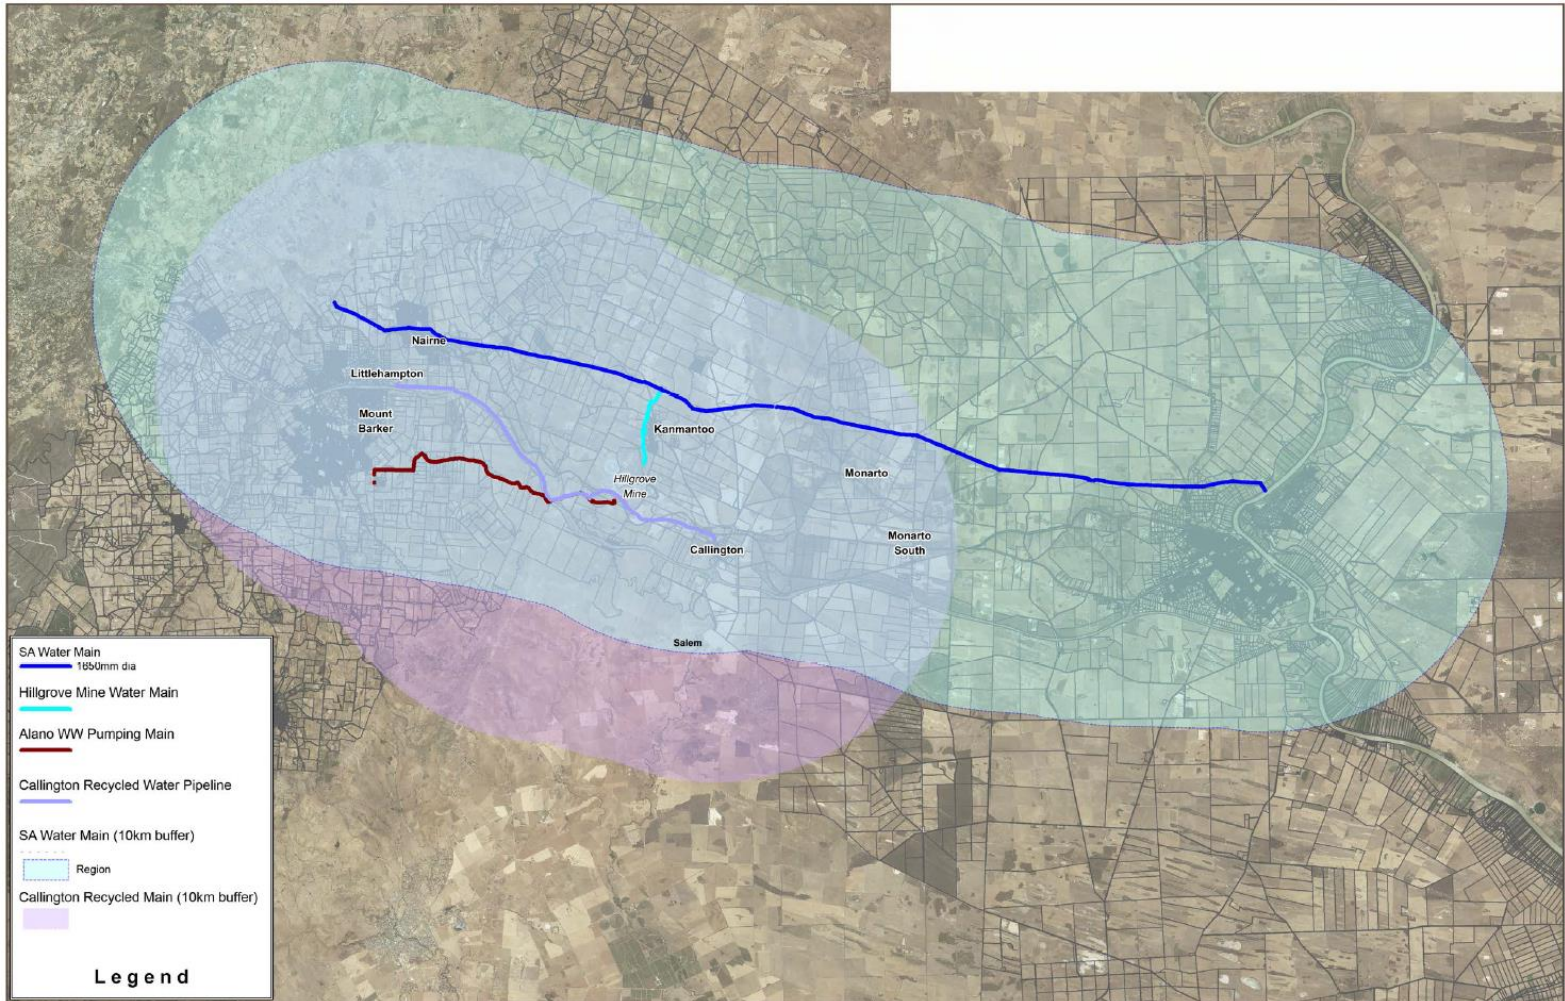 Nairne
Littlehampton
Mount
Barker
Kanmantoo
Hillgrove
Mine
Monarto
Monarto
South
Callington
Salem
SA Water Main
1650mm dia
Hillgrove Mine Water Main
Alano WW Pumping Main
Callington Recycled Water Pipeline
SA Water Main (10km buffer)
Region
Callington Recycled Main (10km buffer)
Legend